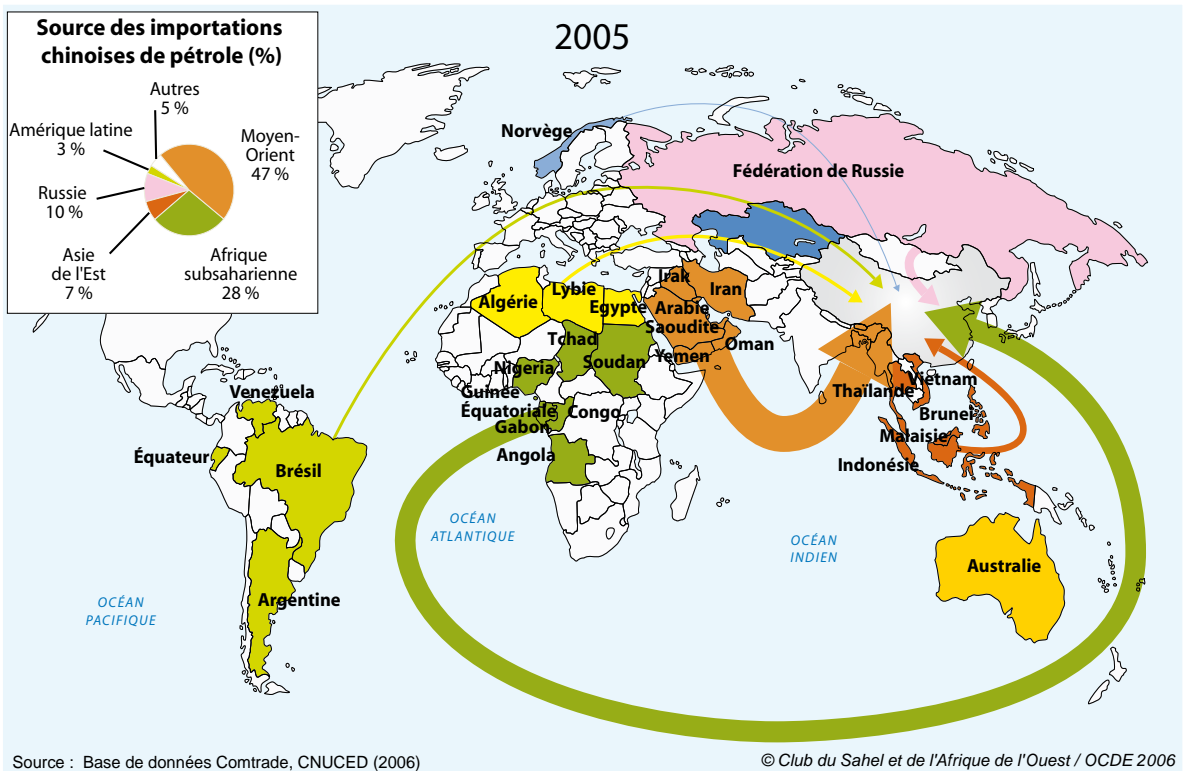 Source des importations
chinoises de pétrole (%)
Autres
5 %
Amérique latine
3 %
Moyen-
Orient
47 %
Russie
10 %
Asie
de l'Est
7 %
Afrique
subsaharienne
28 %
2005
Norvège
Fédération de Russie
Algérie
Lybie
Egypte
Irak
Iran
Arabie
Saoudite
Oman
Yemen
Tchad
Soudan
Nigeria
Guinée
Équatoriale
Gabon
Congo
Angola
Thaïlande
Vietnam
Brunei
Malaisie
Indonésie
Venezuela
Équateur
Brésil
Argentine
Australie
OCÉAN
ATLANTIQUE
OCÉAN
INDIEN
OCÉAN
PACIFIQUE
Source : Base de données Comtrade, CNUCED (2006)
© Club du Sahel et de l'Afrique de l'Ouest / OCDE 2006